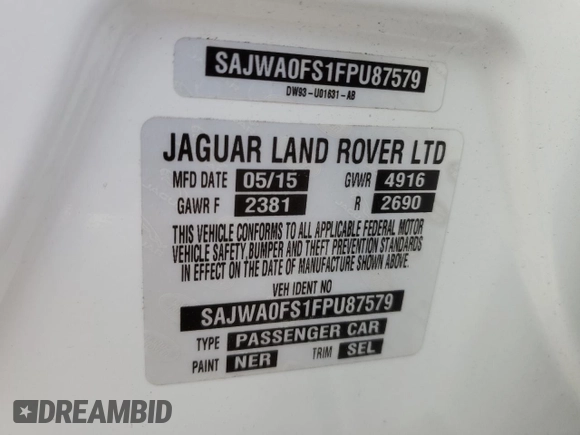 SAJWA0FS1FPU87579
DW93-U01631-AB
JAGUAR LAND ROVER LTD
MFD DATE 05/15 GVWR 4916
GAWR F 2381 R 2690
THIS VEHICLE CONFORMS TO ALL APPLICABLE FEDERAL MOTOR
VEHICLE SAFETY, BUMPER AND THEFT PREVENTION STANDARDS
IN EFFECT ON THE DATE OF MANUFACTURE SHOWN ABOVE.
VEH IDENT NO
SAJWA0FS1FPU87579
TYPE PASSENGER CAR
PAINT NER TRIM SEL
DREAMBID